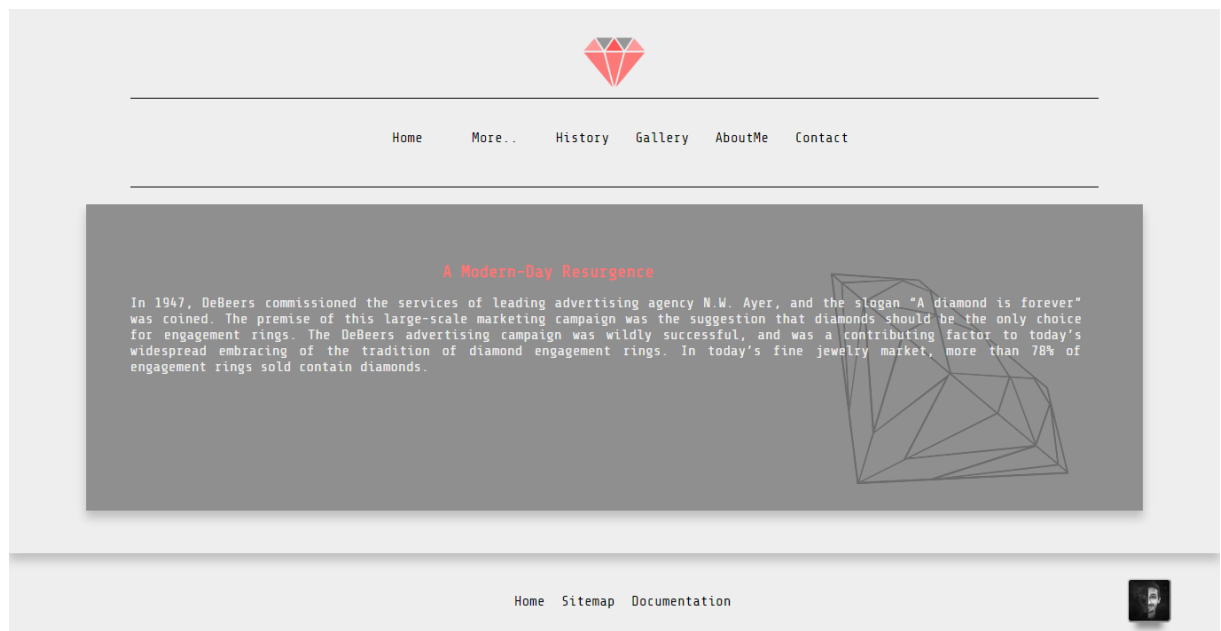 Home More.. History Gallery AboutMe Contact
A Modern-Day Resurgence
In 1947, DeBeers commissioned the services of leading advertising agency N.W. Ayer, and the slogan “A diamond is forever”
was coined. The premise of this large-scale marketing campaign was the suggestion that diamonds should be the only choice
for engagement rings. The DeBeers advertising campaign was wildly successful, and was a contributing factor to today’s
widespread embracing of the tradition of diamond engagement rings. In today’s fine jewelry market, more than 78% of
engagement rings sold contain diamonds.
Home Sitemap Documentation